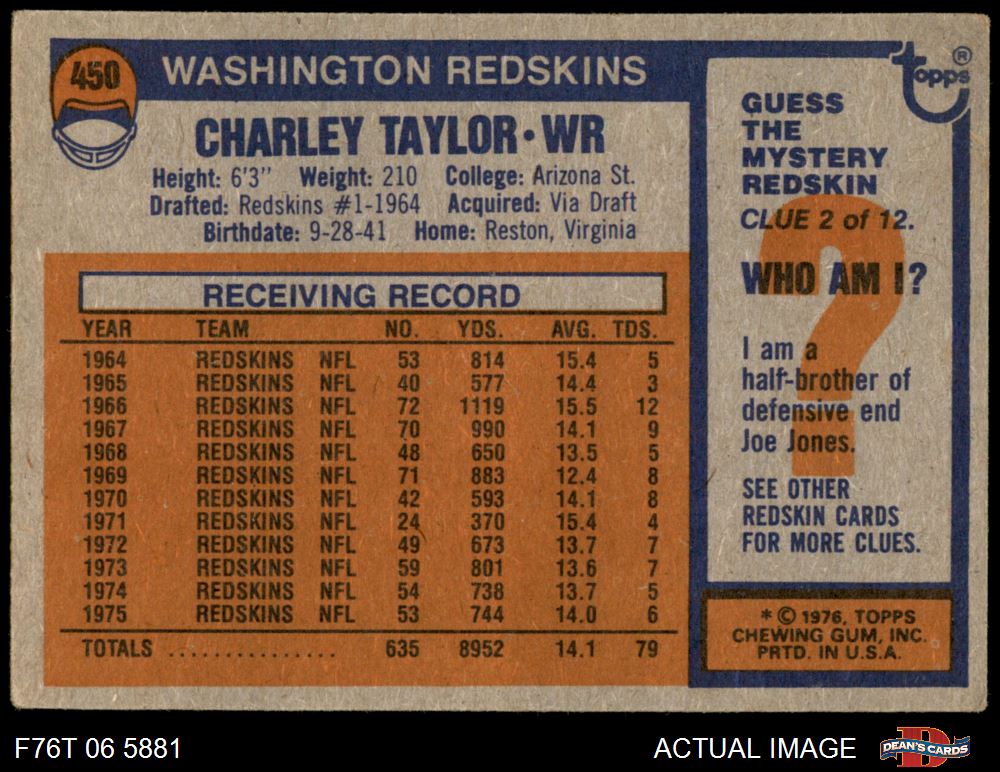 450
WASHINGTON REDSKINS
CHARLEY TAYLOR • WR
Height: 6'3" Weight: 210 College: Arizona St.
Drafted: Redskins #1-1964 Acquired: Via Draft
Birthdate: 9-28-41 Home: Reston, Virginia
RECEIVING RECORD
YEAR TEAM NO. YDS. AVG. TDS.
1964 REDSKINS NFL 53 814 15.4 5
1965 REDSKINS NFL 40 577 14.4 3
1966 REDSKINS NFL 72 1119 15.5 12
1967 REDSKINS NFL 70 990 14.1 9
1968 REDSKINS NFL 48 650 13.5 5
1969 REDSKINS NFL 71 883 12.4 8
1970 REDSKINS NFL 42 593 14.1 8
1971 REDSKINS NFL 24 370 15.4 4
1972 REDSKINS NFL 49 673 13.7 7
1973 REDSKINS NFL 59 801 13.6 7
1974 REDSKINS NFL 54 738 13.7 5
1975 REDSKINS NFL 53 744 14.0 6
TOTALS ............... 635 8952 14.1 79
topps ®
GUESS
THE
MYSTERY
REDSKIN
CLUE 2 of 12.
WHO AM I?
?
I am a
half-brother of
defensive end
Joe Jones.
SEE OTHER
REDSKIN CARDS
FOR MORE CLUES.
* © 1976, TOPPS
CHEWING GUM, INC.
PRTD. IN U.S.A.
F76T 06 5881
ACTUAL IMAGE
D
DEAN'S CARDS